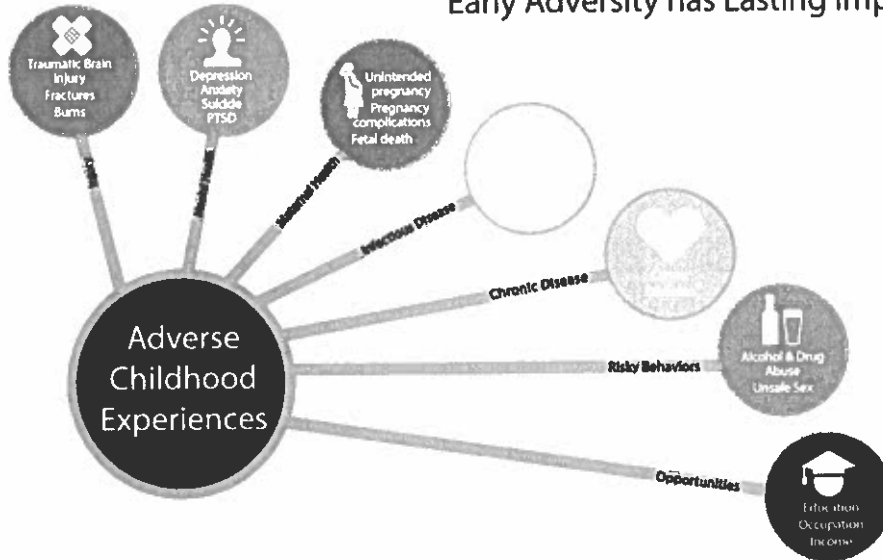 Early Adversity has Lasting
Traumatic Brain
Injury
Fractures
Burns
Depression
Anxiety
Suicide
PTSD
Unintended
pregnancy
Pregnancy
complications
Fetal death
Mental Health
Maternal Health
Infectious Disease
Chronic Disease
Adverse
Childhood
Experiences
Risky Behaviors
Alcohol & Drug
Abuse
Unsafe Sex
Opportunities
Education
Occupation
Income